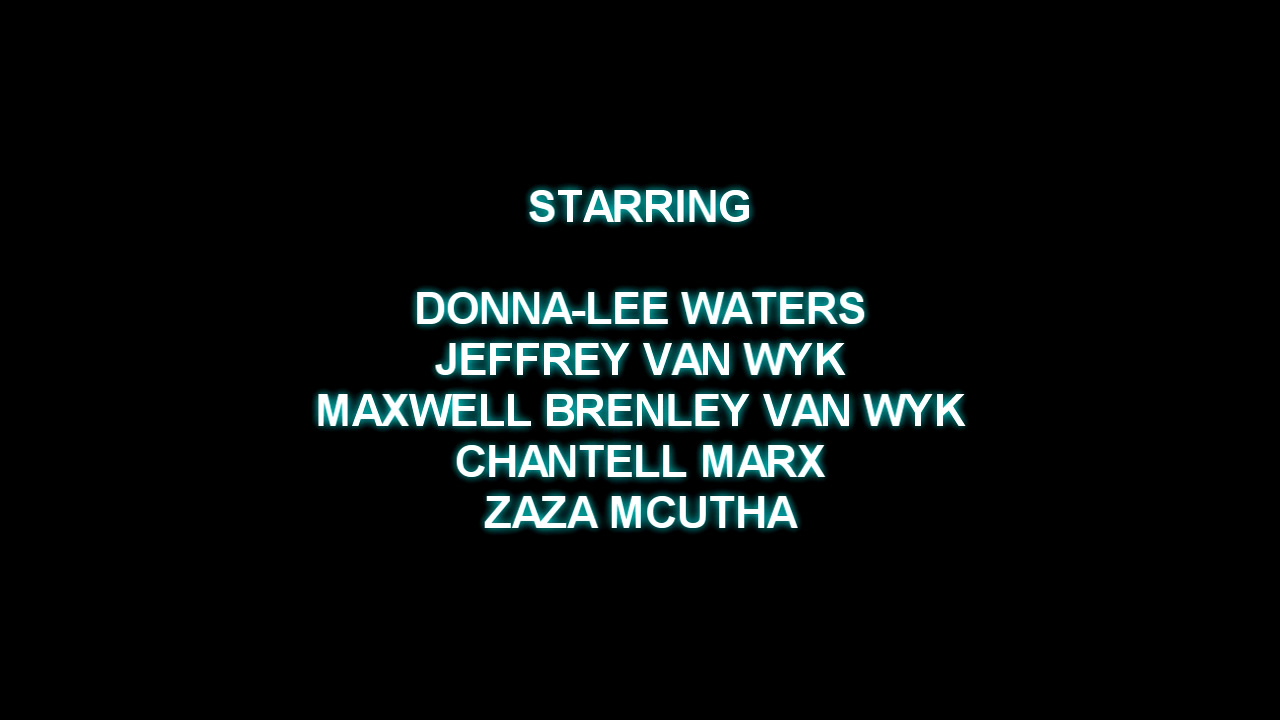 STARRING
DONNA-LEE WATERS
JEFFREY VAN WYK
MAXWELL BRENLEY VAN WYK
CHANTELL MARX
ZAZA MCUTHA